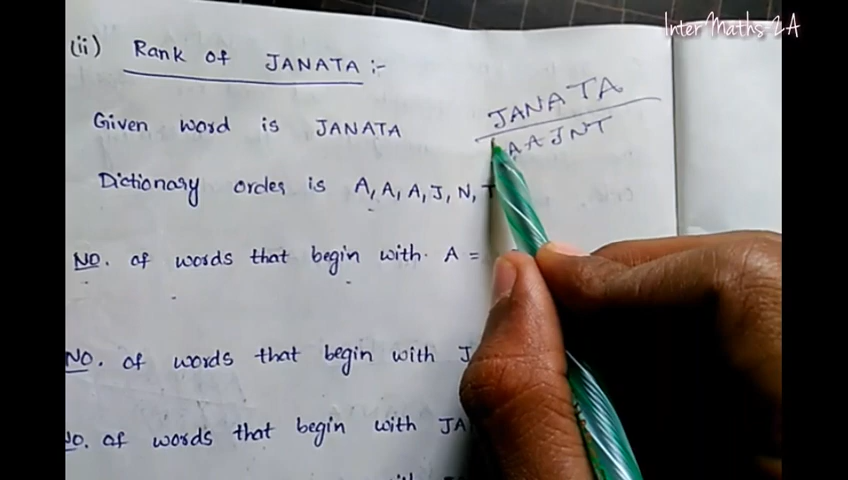 Inter Maths-2A
(ii) Rank of JANATA :-
JANATA
Given word is JANATA
AAJNT
Dictionary order is A, A, A, J, N, T
NO. of words that begin with A =
NO. of words that begin with J
No. of words that begin with JA